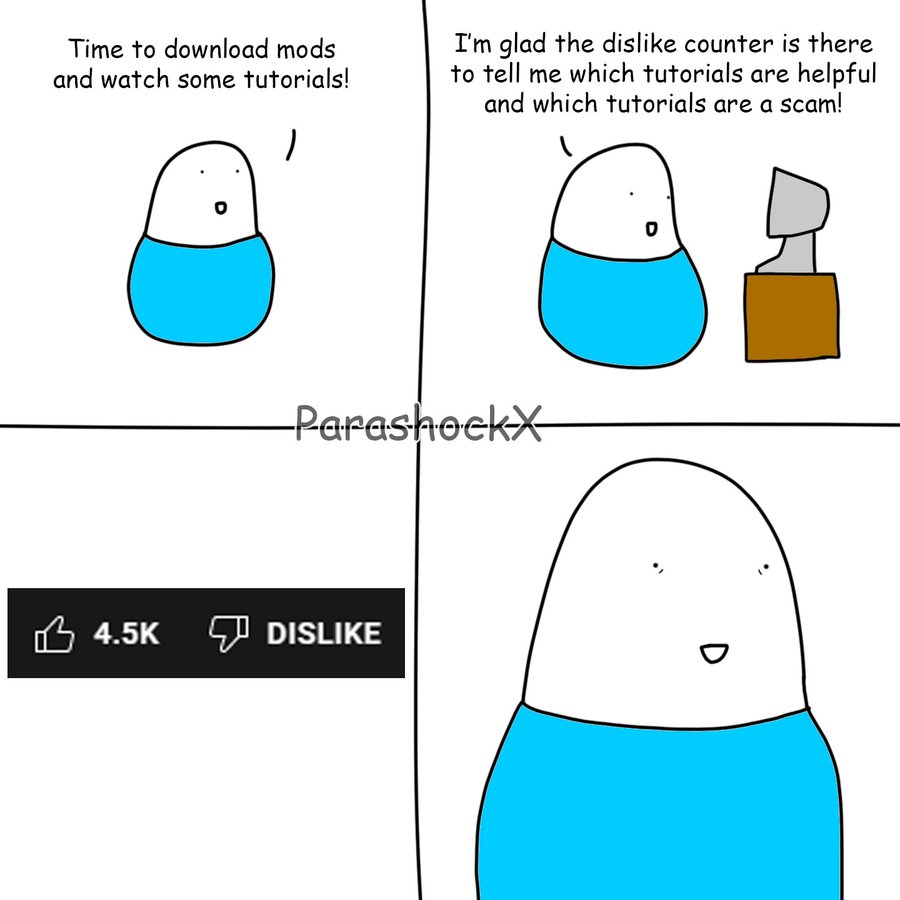 Time to download mods
and watch some tutorials!
I'm glad the dislike counter is there
to tell me which tutorials are helpful
and which tutorials are a scam!
ParashockX
4.5K DISLIKE